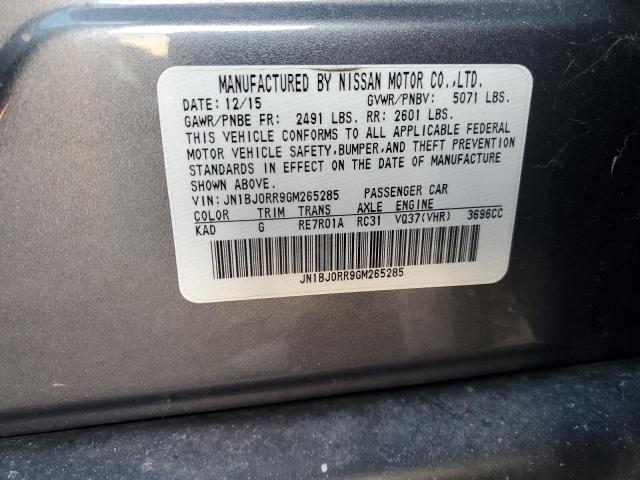 MANUFACTURED BY NISSAN MOTOR CO.,LTD.
DATE: 12/15 GVWR/PNBV: 5071 LBS.
GAWR/PNBE FR: 2491 LBS. RR: 2601 LBS.
THIS VEHICLE CONFORMS TO ALL APPLICABLE FEDERAL
MOTOR VEHICLE SAFETY,BUMPER,AND THEFT PREVENTION
STANDARDS IN EFFECT ON THE DATE OF MANUFACTURE
SHOWN ABOVE.
VIN: JN1BJ0RR9GM265285 PASSENGER CAR
COLOR TRIM TRANS AXLE ENGINE
KAD G RE7R01A RC31 VQ37(VHR) 3696CC
JN1BJ0RR9GM265285